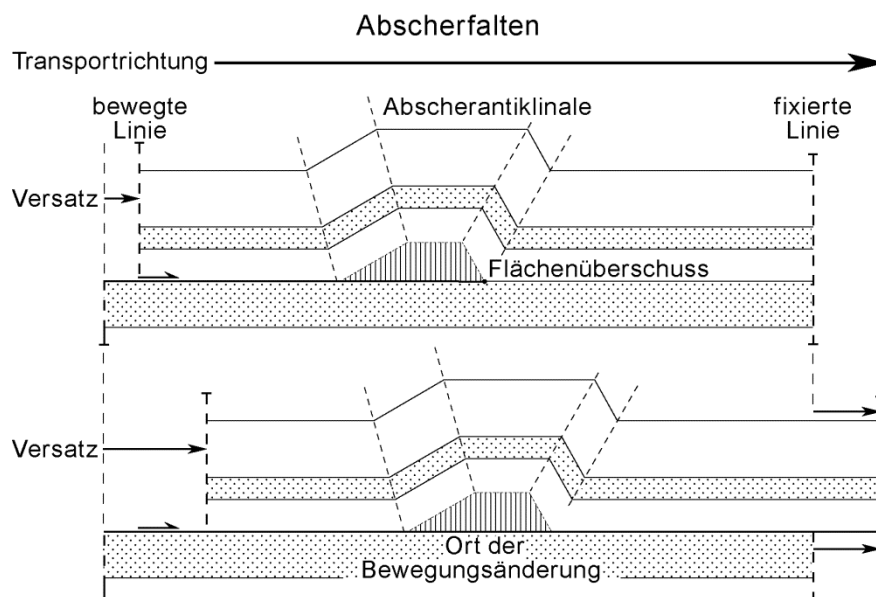 Abscherfalten
Transportrichtung
bewegte
Linie
Abscherantiklinale
fixierte
Linie
Versatz
Flächenüberschuss
Versatz
Ort der
Bewegungsänderung